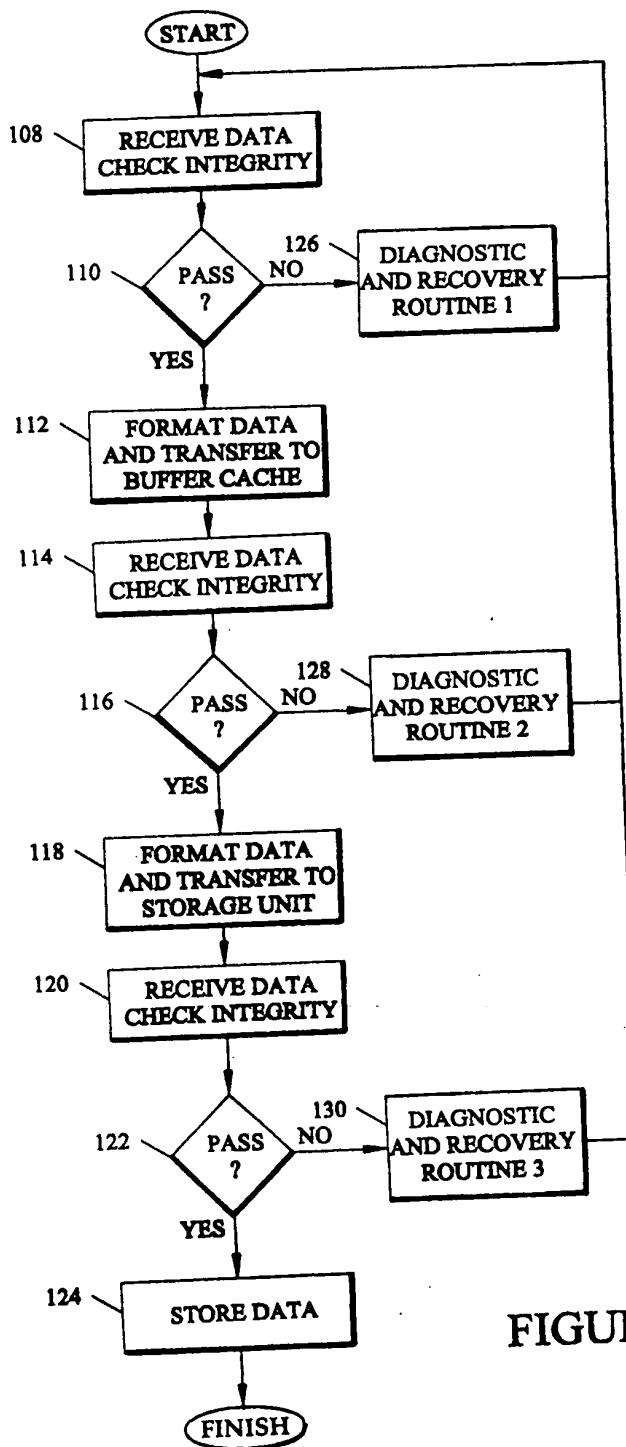 START
108
RECEIVE DATA
CHECK INTEGRITY
110
PASS
?
NO
126
DIAGNOSTIC
AND RECOVERY
ROUTINE 1
YES
112
FORMAT DATA
AND TRANSFER TO
BUFFER CACHE
114
RECEIVE DATA
CHECK INTEGRITY
116
PASS
?
NO
128
DIAGNOSTIC
AND RECOVERY
ROUTINE 2
YES
118
FORMAT DATA
AND TRANSFER TO
STORAGE UNIT
120
RECEIVE DATA
CHECK INTEGRITY
122
PASS
?
NO
130
DIAGNOSTIC
AND RECOVERY
ROUTINE 3
YES
124
STORE DATA
FINISH